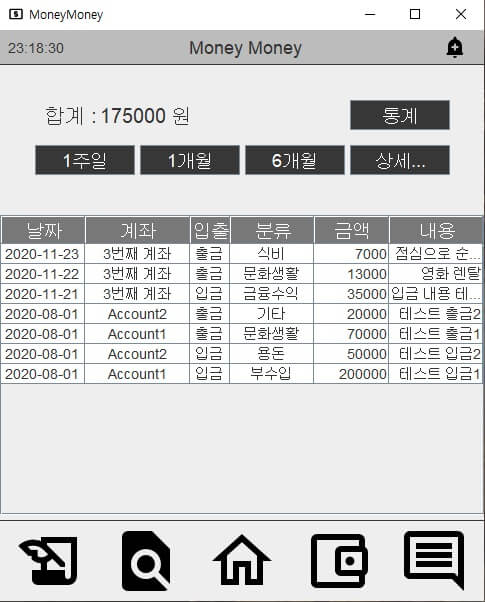 MoneyMoney
23:18:30 Money Money
합계 : 175000 원 통계
1주일 1개월 6개월 상세...
날짜 계좌 입출 분류 금액 내용
2020-11-23 3번째 계좌 출금 식비 7000 점심으로 순...
2020-11-22 3번째 계좌 출금 문화생활 13000 영화 렌탈
2020-11-21 3번째 계좌 입금 금융수익 35000 입금 내용 테...
2020-08-01 Account2 출금 기타 20000 테스트 출금2
2020-08-01 Account1 출금 문화생활 70000 테스트 출금1
2020-08-01 Account2 입금 용돈 50000 테스트 입금2
2020-08-01 Account1 입금 부수입 200000 테스트 입금1